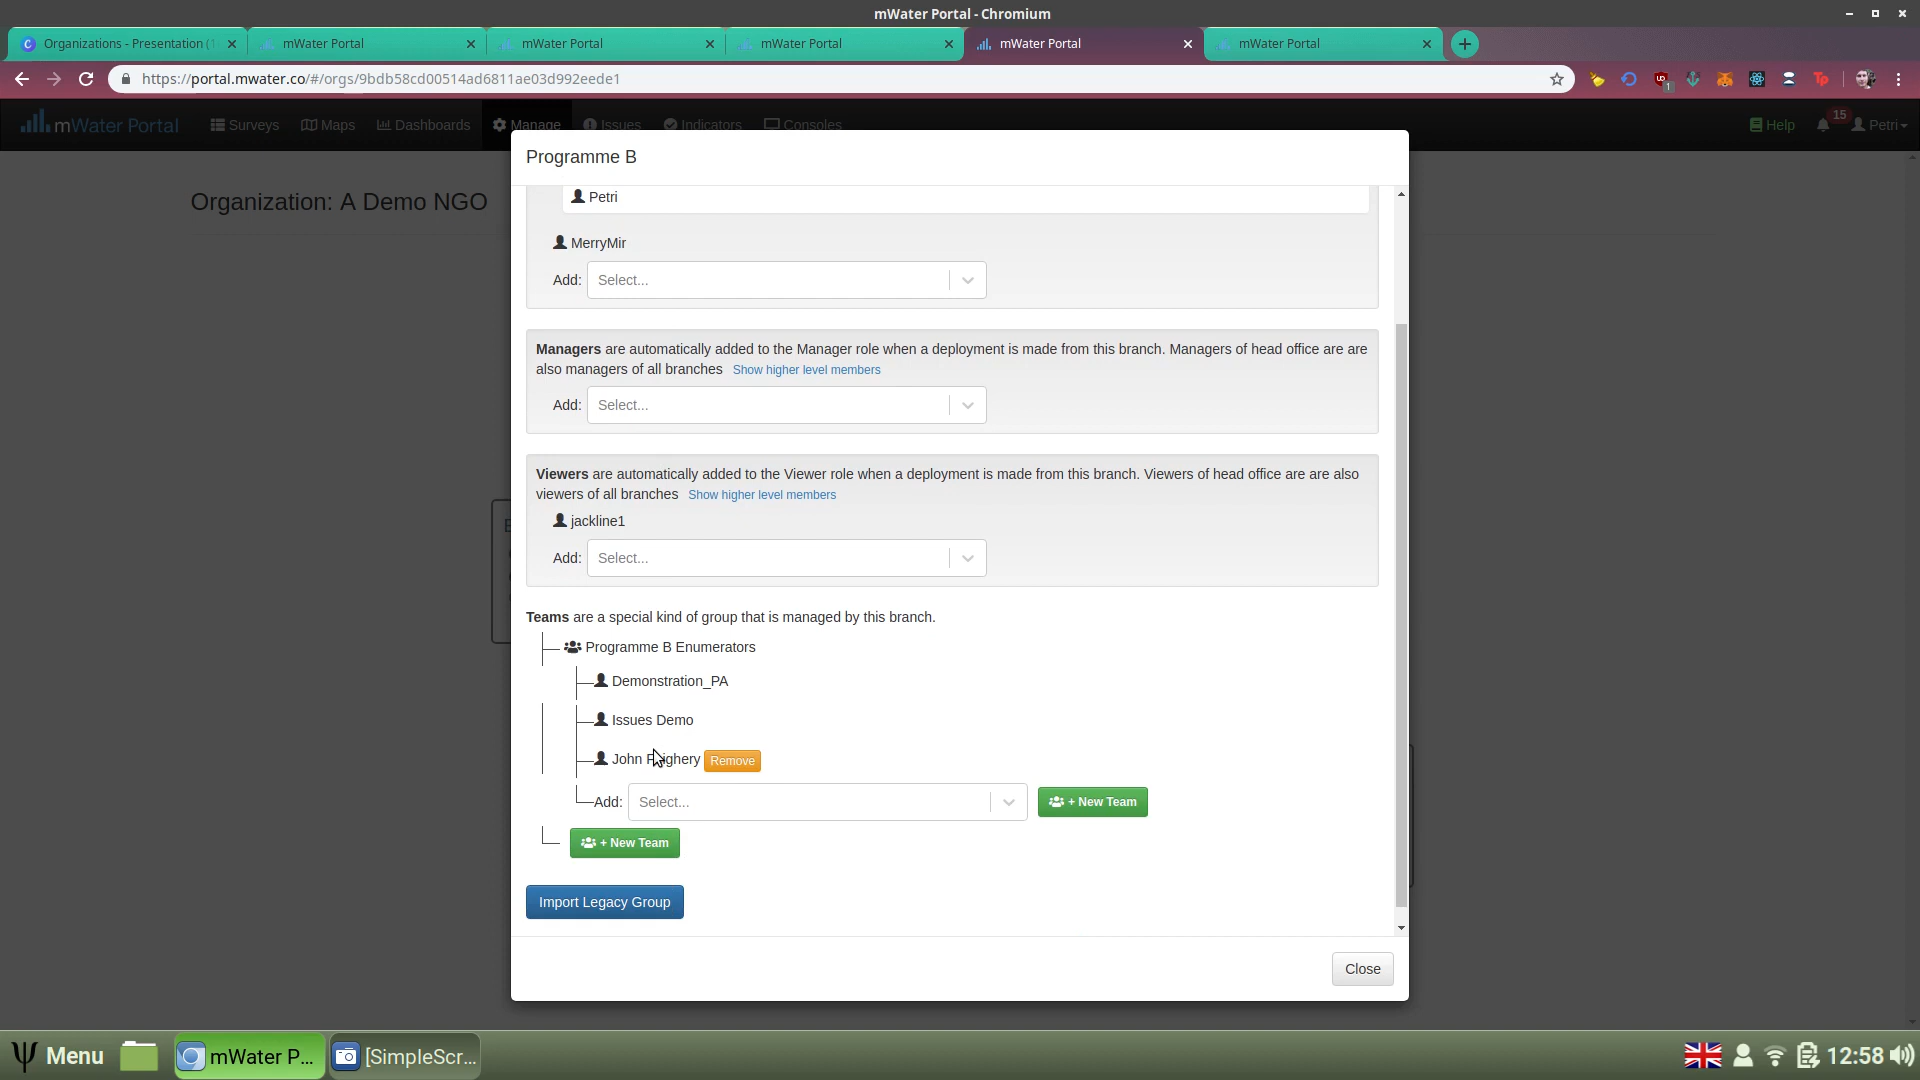 mWater Portal - Chromium
Organizations - Presentation (1
mWater Portal
mWater Portal
mWater Portal
mWater Portal
mWater Portal
https://portal.mwater.co/#/orgs/9bdb58cd00514ad6811ae03d992eede1
mWater Portal
Surveys
Maps
Dashboards
Manage
Issues
Indicators
Consoles
Help
15
Petri
Organization: A Demo NGO
Programme B
Petri
MerryMir
Add: Select...
Managers are automatically added to the Manager role when a deployment is made from this branch. Managers of head office are are
also managers of all branches Show higher level members
Add: Select...
Viewers are automatically added to the Viewer role when a deployment is made from this branch. Viewers of head office are are also
viewers of all branches Show higher level members
jackline1
Add: Select...
Teams are a special kind of group that is managed by this branch.
Programme B Enumerators
Demonstration_PA
Issues Demo
John Remove
Add: Select... + New Team
+ New Team
Import Legacy Group
Close
Menu
mWater P...
[SimpleScr...
12:58